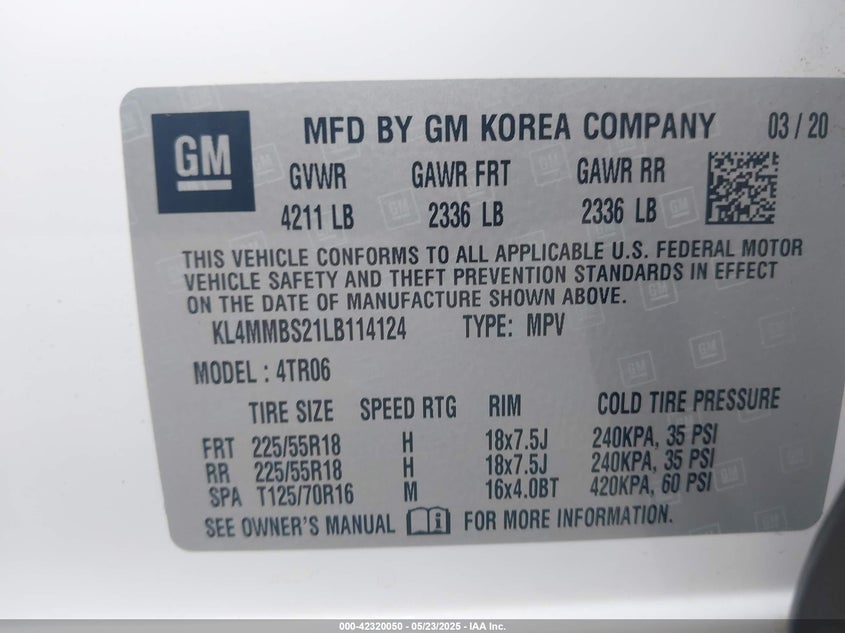 GM
MFD BY GM KOREA COMPANY 03 / 20
GVWR GAWR FRT GAWR RR
4211 LB 2336 LB 2336 LB
THIS VEHICLE CONFORMS TO ALL APPLICABLE U.S. FEDERAL MOTOR
VEHICLE SAFETY AND THEFT PREVENTION STANDARDS IN EFFECT
ON THE DATE OF MANUFACTURE SHOWN ABOVE.
KL4MMBS21LB114124 TYPE: MPV
MODEL : 4TR06
TIRE SIZE SPEED RTG RIM COLD TIRE PRESSURE
FRT 225/55R18 H 18x7.5J 240KPA, 35 PSI
RR 225/55R18 H 18x7.5J 240KPA, 35 PSI
SPA T125/70R16 M 16x4.0BT 420KPA, 60 PSI
SEE OWNER'S MANUAL FOR MORE INFORMATION.
000-42320050 - 05/23/2025 - IAA Inc.